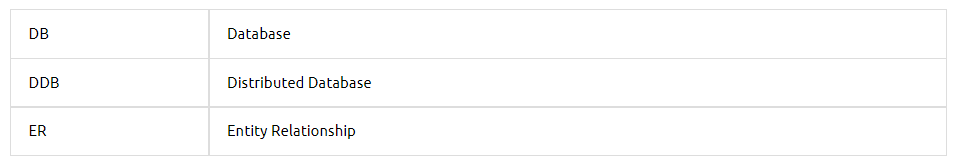 DB Database
DDB Distributed Database
ER Entity Relationship